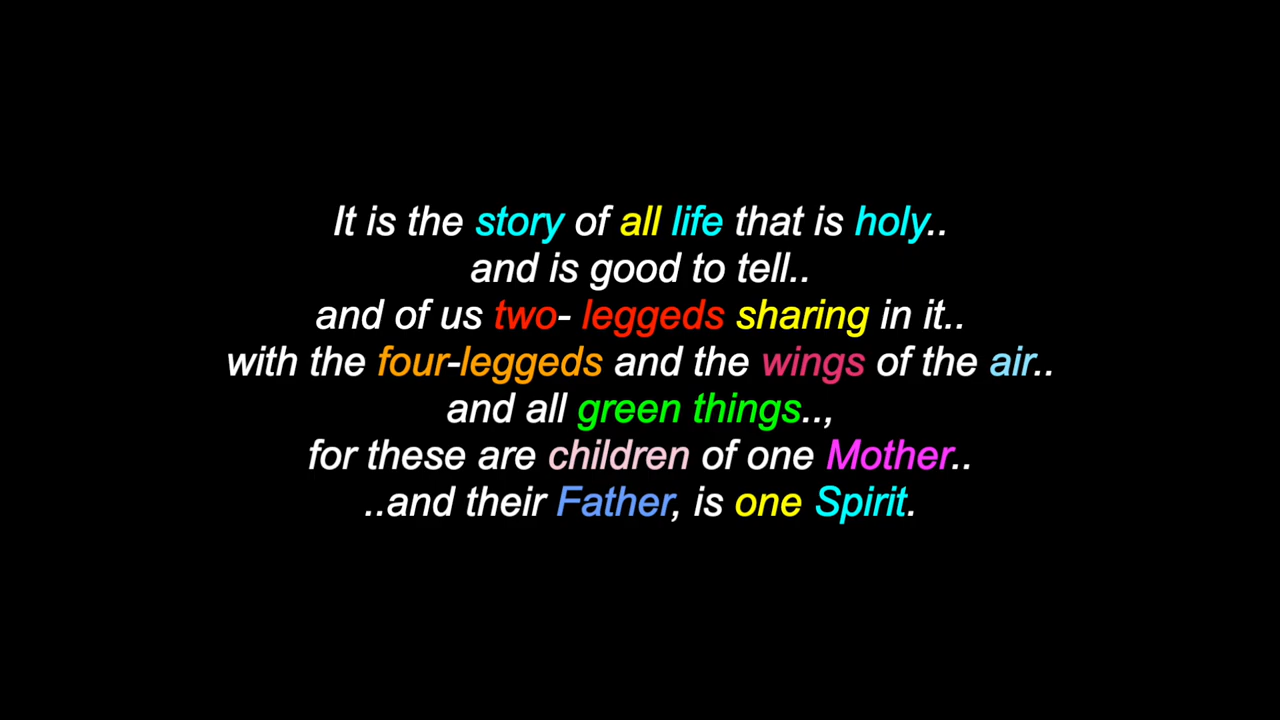 It is the story of all life that is holy..
and is good to tell..
and of us two- leggeds sharing in it..
with the four-leggeds and the wings of the air..
and all green things..,
for these are children of one Mother..
..and their Father, is one Spirit.